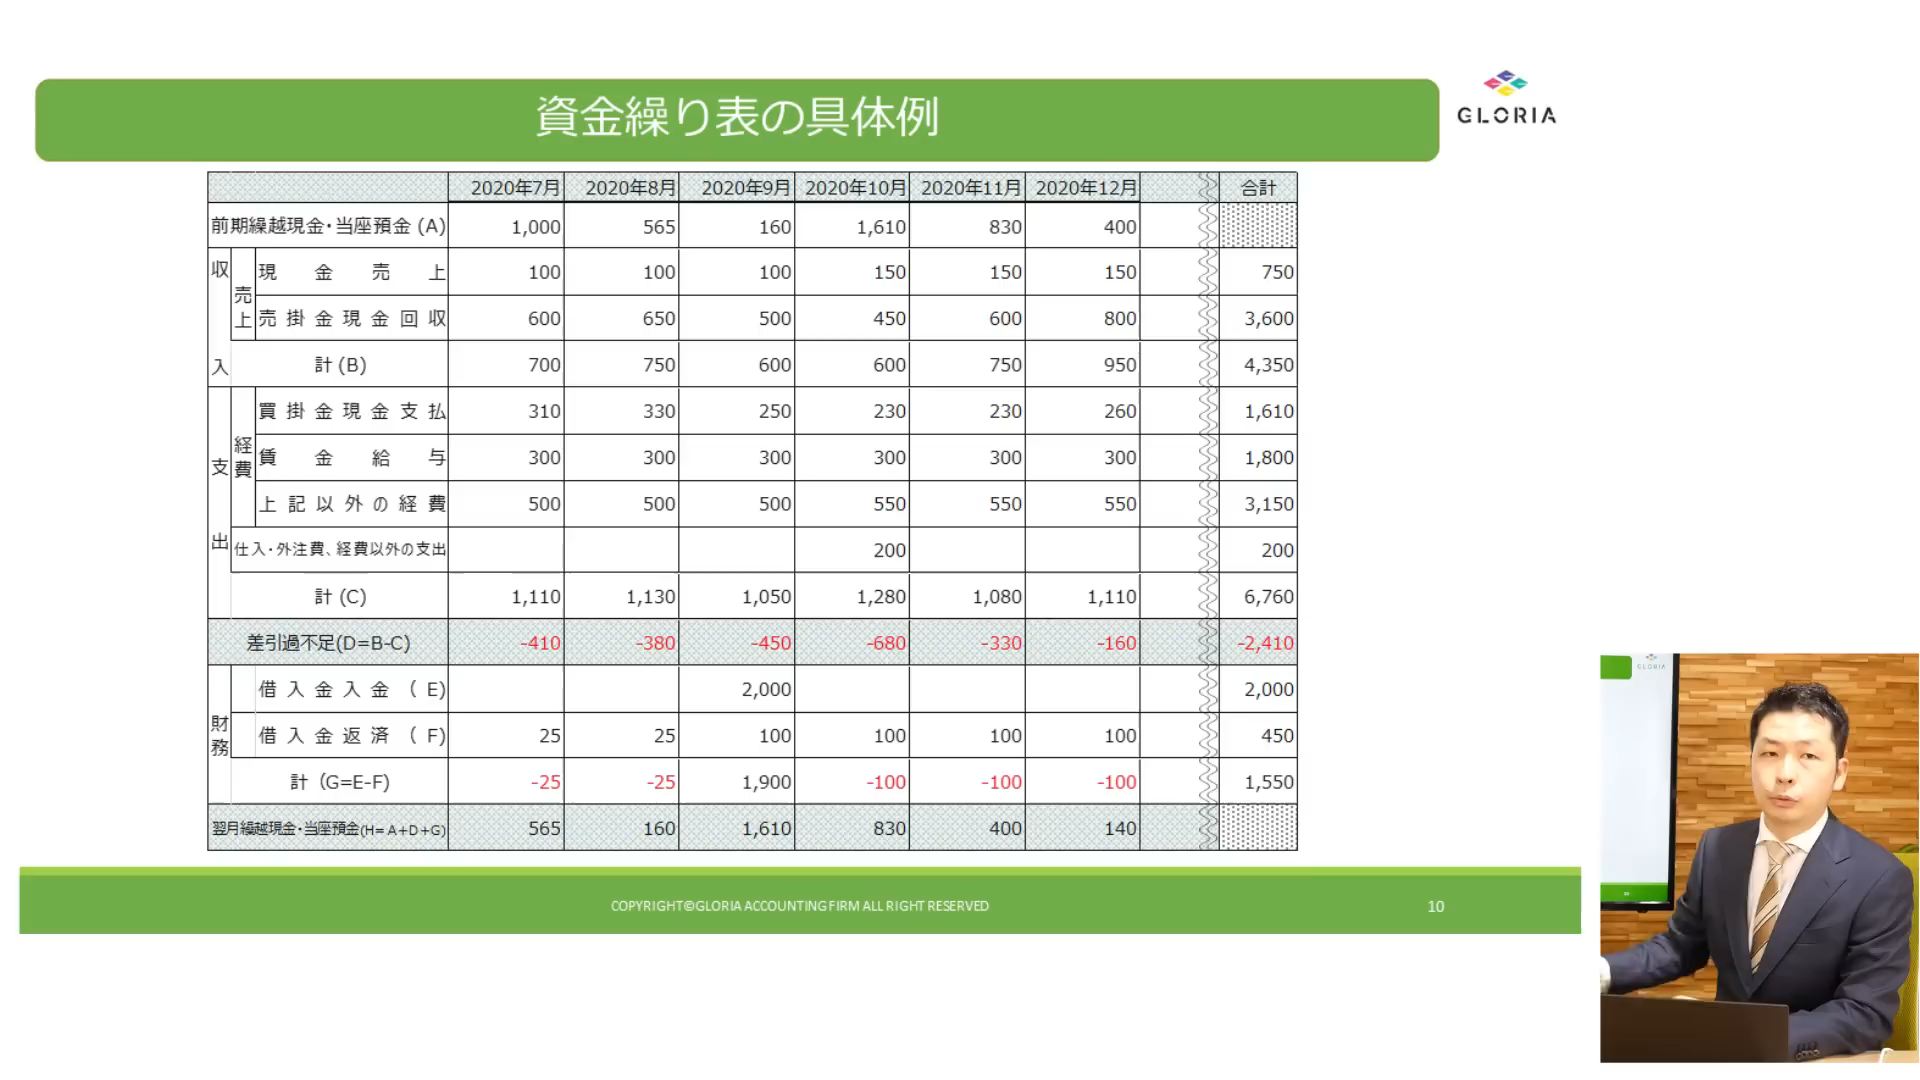 資金繰り表の具体例
GLORIA
2020年7月 2020年8月 2020年9月 2020年10月 2020年11月 2020年12月 合計
前期繰越現金・当座預金 (A) 1,000 565 160 1,610 830 400
収入
売上
現金売上 100 100 100 150 150 150 750
売掛金現金回収 600 650 500 450 600 800 3,600
計 (B) 700 750 600 600 750 950 4,350
支出
経費
買掛金現金支払 310 330 250 230 230 260 1,610
賃金給与 300 300 300 300 300 300 1,800
上記以外の経費 500 500 500 550 550 550 3,150
仕入・外注費、経費以外の支出 200 200
計 (C) 1,110 1,130 1,050 1,280 1,080 1,110 6,760
差引過不足(D=B-C) -410 -380 -450 -680 -330 -160 -2,410
財務
借入金入金 ( E) 2,000 2,000
借入金返済 ( F) 25 25 100 100 100 100 450
計 (G=E-F) -25 -25 1,900 -100 -100 -100 1,550
翌月繰越現金・当座預金(H=A+D+G) 565 160 1,610 830 400 140
COPYRIGHT©GLORIA ACCOUNTING FIRM ALL RIGHT RESERVED
10
GLORIA